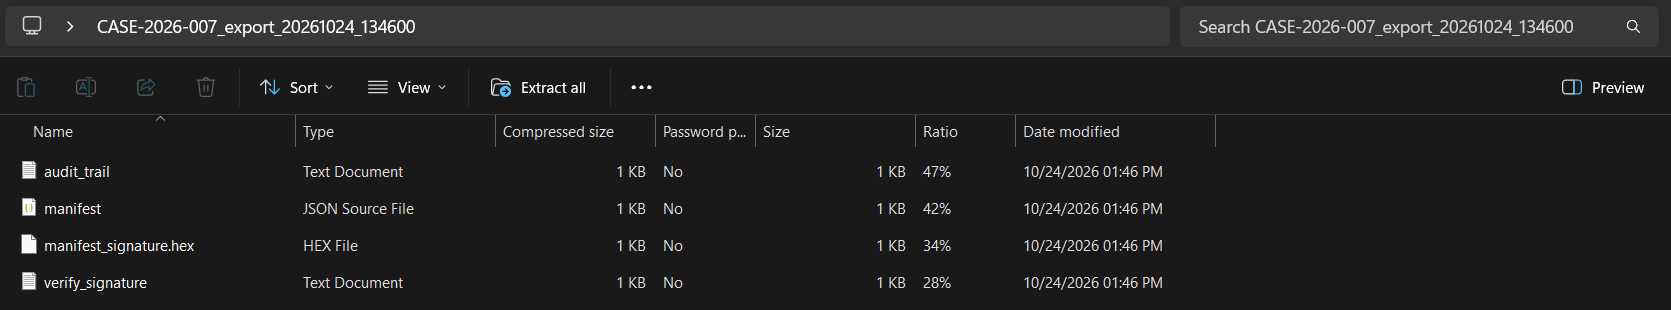 CASE-2026-007_export_20261024_134600
Search CASE-2026-007_export_20261024_134600
Sort
View
Extract all
Preview
Name Type Compressed size Password p... Size Ratio Date modified
audit_trail Text Document 1 KB No 1 KB 47% 10/24/2026 01:46 PM
manifest JSON Source File 1 KB No 1 KB 42% 10/24/2026 01:46 PM
manifest_signature.hex HEX File 1 KB No 1 KB 34% 10/24/2026 01:46 PM
verify_signature Text Document 1 KB No 1 KB 28% 10/24/2026 01:46 PM